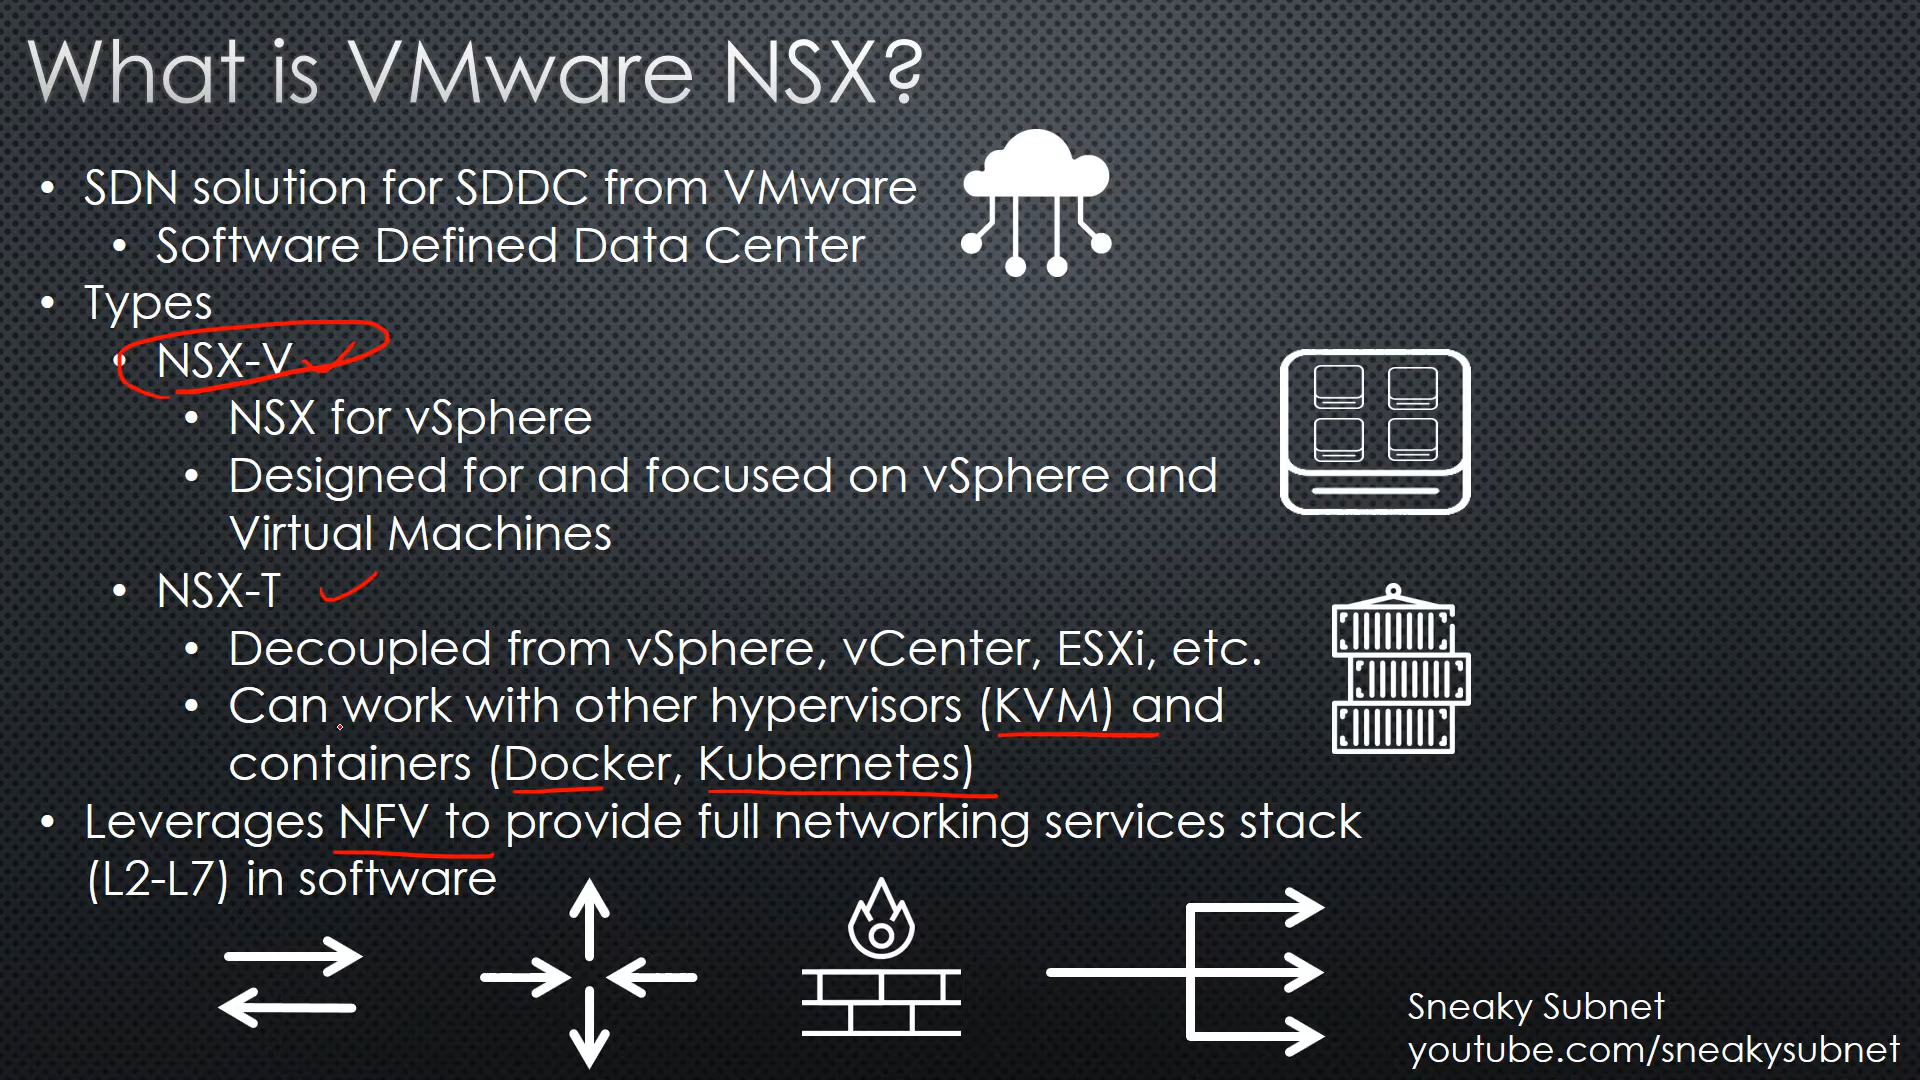 What is VMware NSX?
• SDN solution for SDDC from VMware
• Software Defined Data Center
• Types
• NSX-V
• NSX for vSphere
• Designed for and focused on vSphere and
Virtual Machines
• NSX-T
• Decoupled from vSphere, vCenter, ESXi, etc.
• Can work with other hypervisors (KVM) and
containers (Docker, Kubernetes)
• Leverages NFV to provide full networking services stack
(L2-L7) in software
Sneaky Subnet
youtube.com/sneakysubnet